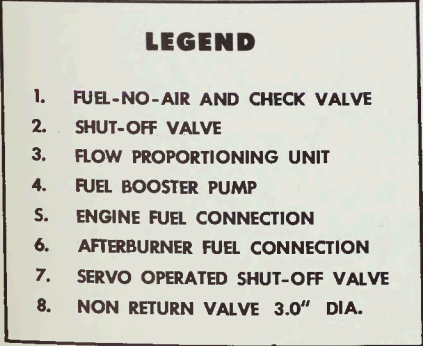 LEGEND
1. FUEL-NO-AIR AND CHECK VALVE
2. SHUT-OFF VALVE
3. FLOW PROPORTIONING UNIT
4. FUEL BOOSTER PUMP
5. ENGINE FUEL CONNECTION
6. AFTERBURNER FUEL CONNECTION
7. SERVO OPERATED SHUT-OFF VALVE
8. NON RETURN VALVE 3.0" DIA.